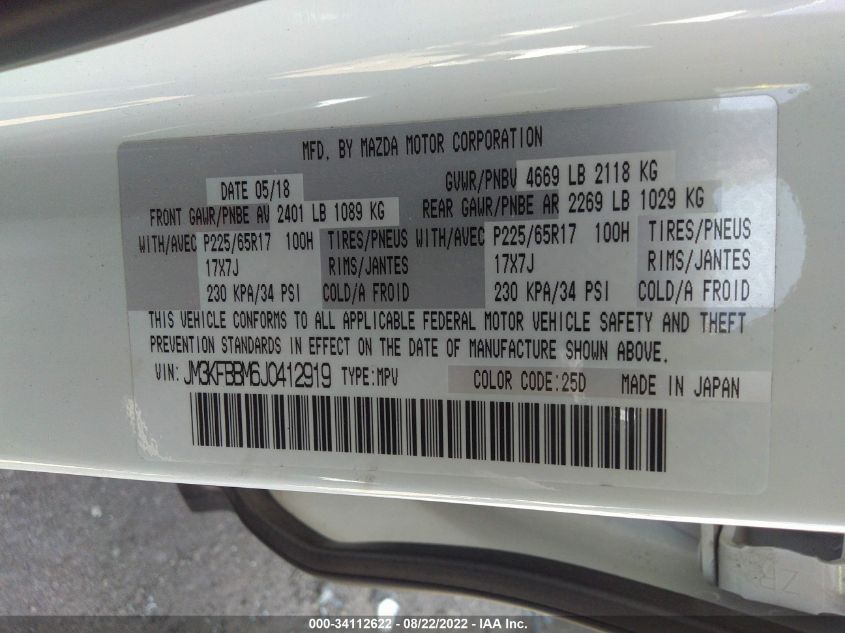 MFD. BY MAZDA MOTOR CORPORATION
DATE 05/18 GVWR/PNBV 4669 LB 2118 KG
FRONT GAWR/PNBE AV 2401 LB 1089 KG REAR GAWR/PNBE AR 2269 LB 1029 KG
WITH/AVEC P225/65R17 100H TIRES/PNEUS WITH/AVEC P225/65R17 100H TIRES/PNEUS
17X7J RIMS/JANTES 17X7J RIMS/JANTES
230 KPA/34 PSI COLD/A FROID 230 KPA/34 PSI COLD/A FROID
THIS VEHICLE CONFORMS TO ALL APPLICABLE FEDERAL MOTOR VEHICLE SAFETY AND THEFT
PREVENTION STANDARDS IN EFFECT ON THE DATE OF MANUFACTURE SHOWN ABOVE.
VIN: JM3KFBBM6J0412919 TYPE:MPV COLOR CODE:25D MADE IN JAPAN
ZR
000-34112622 - 08/22/2022 - IAA Inc.